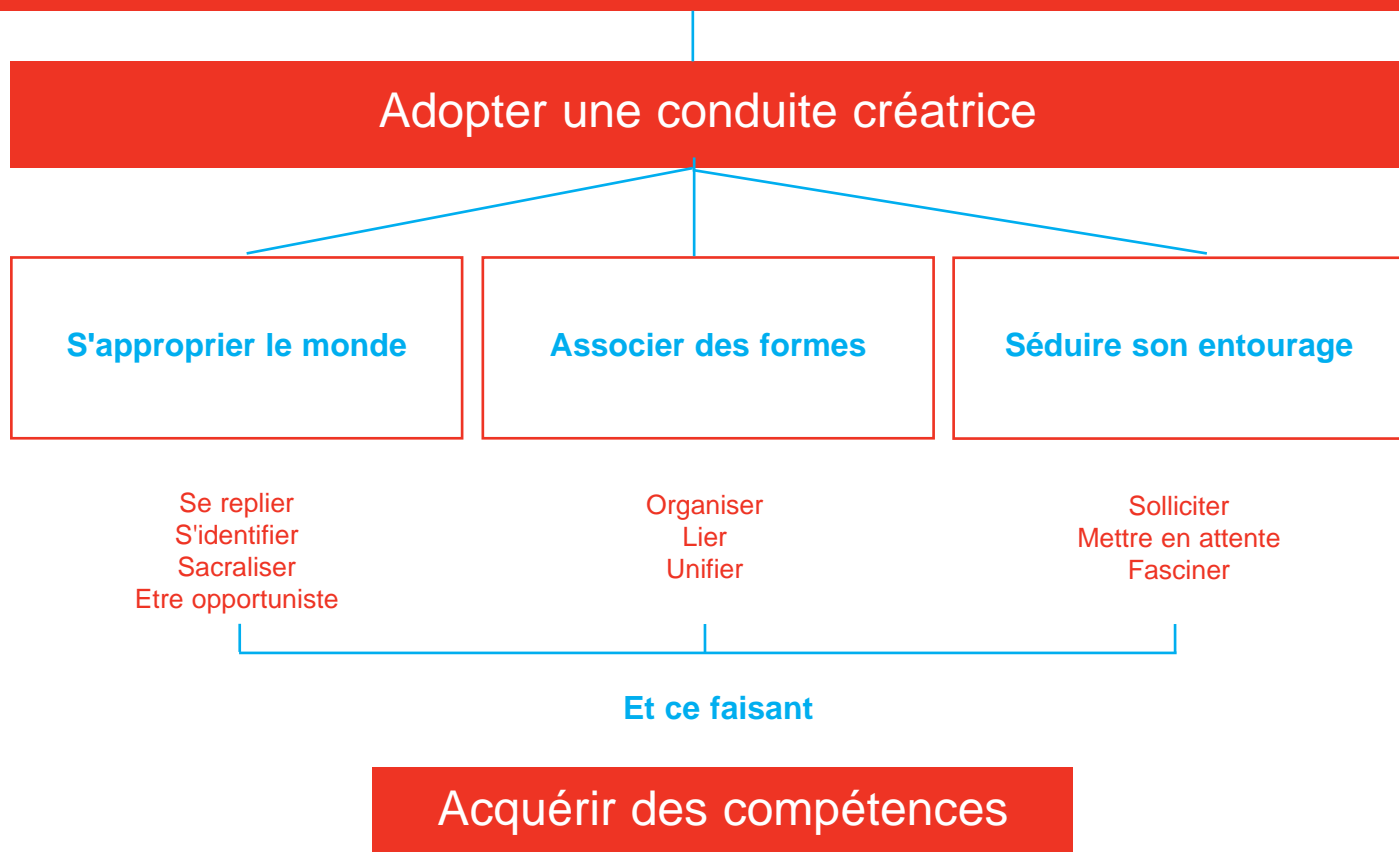 Adopter une conduite créatrice
S'approprier le monde
Associer des formes
Séduire son entourage
Se replier
S'identifier
Sacraliser
Etre opportuniste
Organiser
Lier
Unifier
Solliciter
Mettre en attente
Fasciner
Et ce faisant
Acquérir des compétences